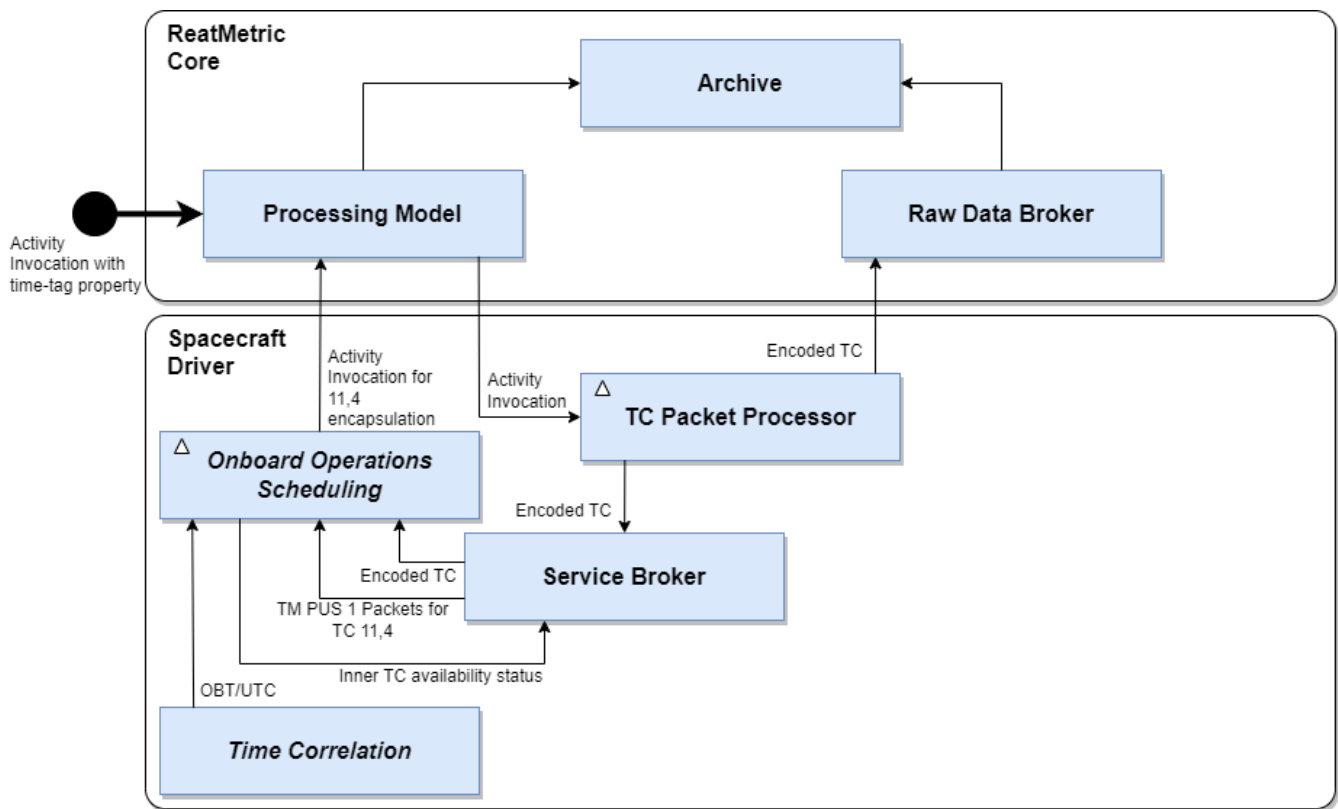 ReatMetric
Core
Archive
Processing Model
Raw Data Broker
Activity
Invocation with
time-tag property
Spacecraft
Driver
Activity
Invocation for
11,4
encapsulation
Activity
Invocation
Encoded TC
TC Packet Processor
Onboard Operations
Scheduling
Encoded TC
Service Broker
Encoded TC
TM PUS 1 Packets for
TC 11,4
Inner TC availability status
OBT/UTC
Time Correlation